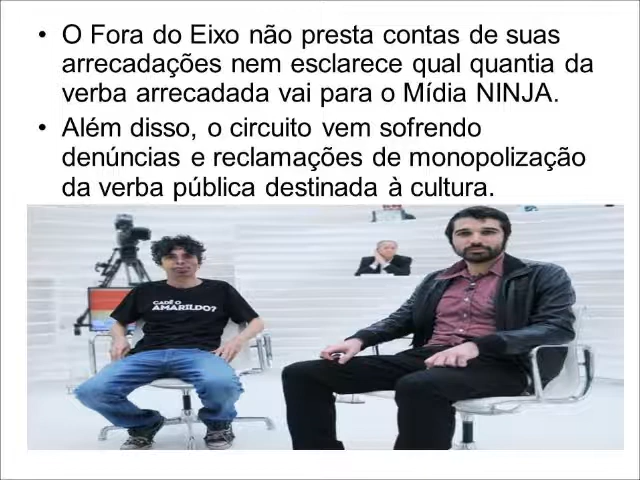 • O Fora do Eixo não presta contas de suas
arrecadações nem esclarece qual quantia da
verba arrecadada vai para o Mídia NINJA.
• Além disso, o circuito vem sofrendo
denúncias e reclamações de monopolização
da verba pública destinada à cultura.
CADÊ O
AMARILDO?